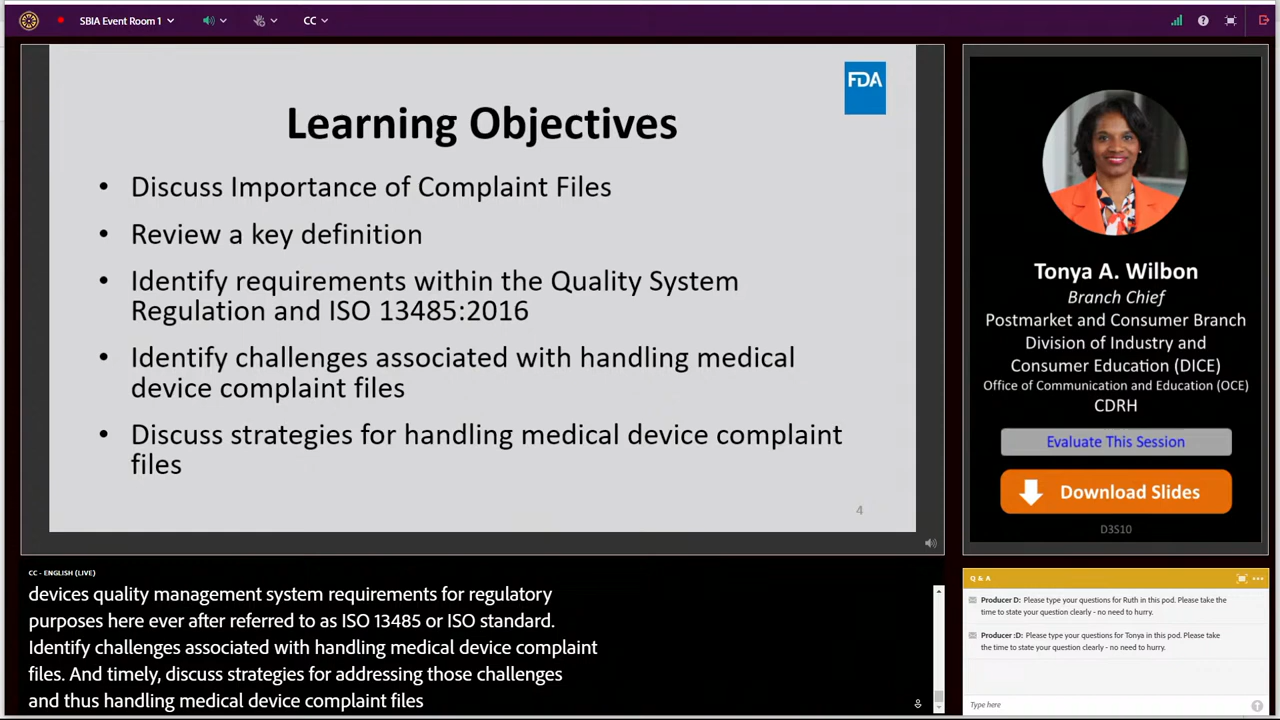 SBIA Event Room 1
CC
FDA
Learning Objectives
• Discuss Importance of Complaint Files
• Review a key definition
• Identify requirements within the Quality System
Regulation and ISO 13485:2016
• Identify challenges associated with handling medical
device complaint files
• Discuss strategies for handling medical device complaint
files
4
Tonya A. Wilbon
Branch Chief
Postmarket and Consumer Branch
Division of Industry and
Consumer Education (DICE)
Office of Communication and Education (OCE)
CDRH
Evaluate This Session
Download Slides
D3S10
CC - ENGLISH (LIVE)
devices quality management system requirements for regulatory
purposes here ever after referred to as ISO 13485 or ISO standard.
Identify challenges associated with handling medical device complaint
files. And timely, discuss strategies for addressing those challenges
and thus handling medical device complaint files
Q & A
Producer D: Please type your questions for Ruth in this pod. Please take the
time to state your question clearly - no need to hurry.
Producer :D: Please type your questions for Tonya in this pod. Please take
the time to state your question clearly - no need to hurry.
Type here